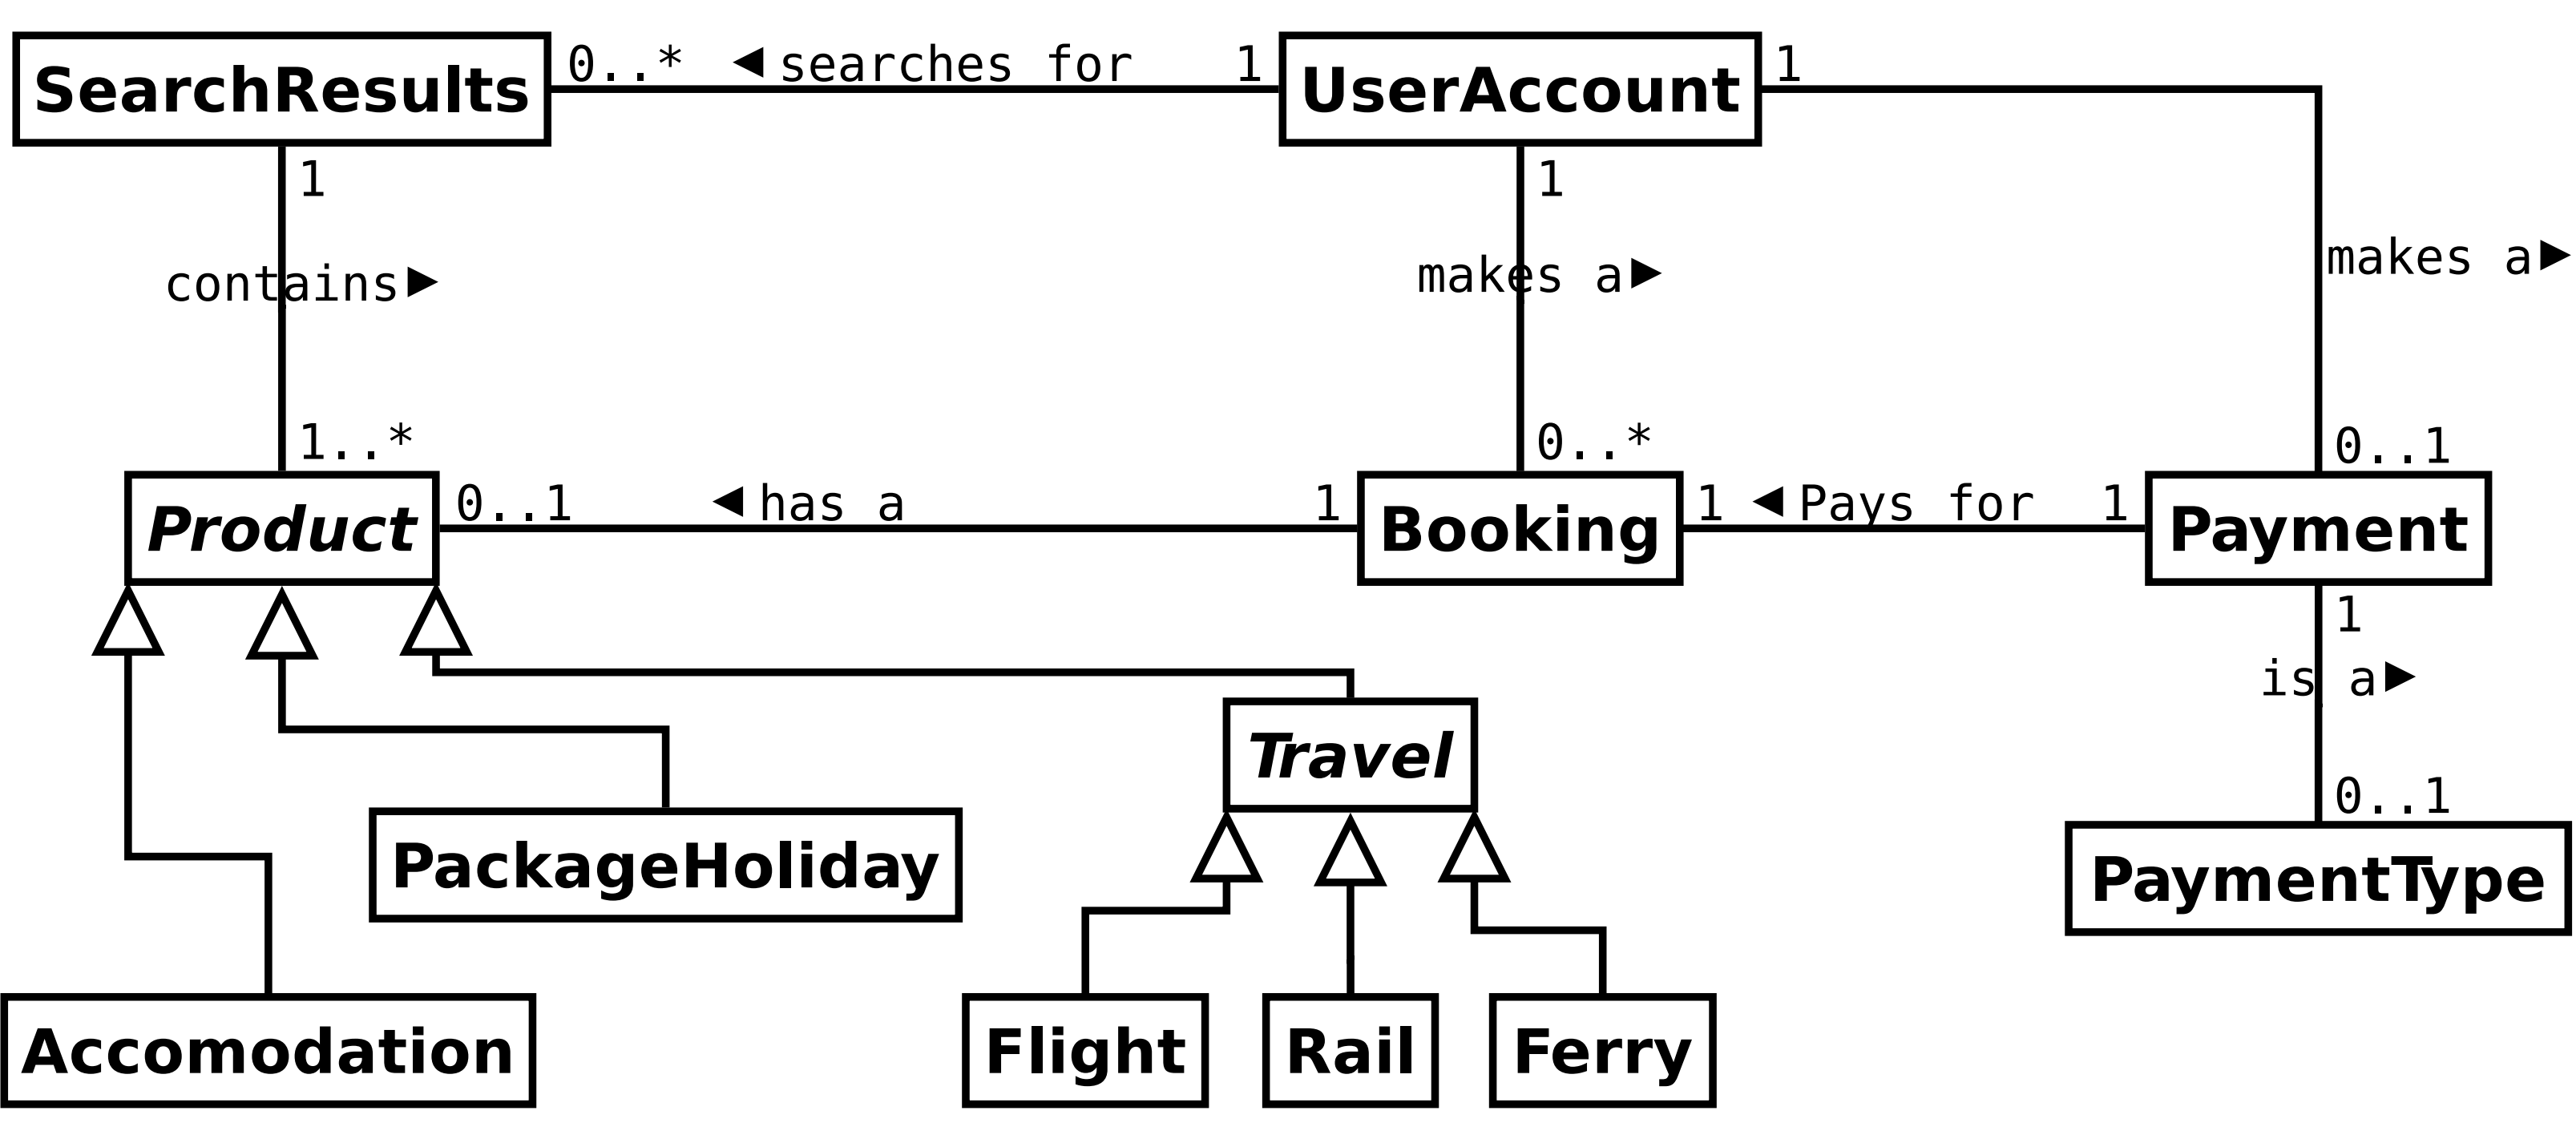 SearchResults 0..* ◄ searches for 1 UserAccount 1
1 1
contains► makes a► makes a►
1..* 0..* 0..1
Product 0..1 ◄ has a 1 Booking 1 ◄ Pays for 1 Payment
1
is a►
Travel
0..1
PackageHoliday PaymentType
Accomodation Flight Rail Ferry